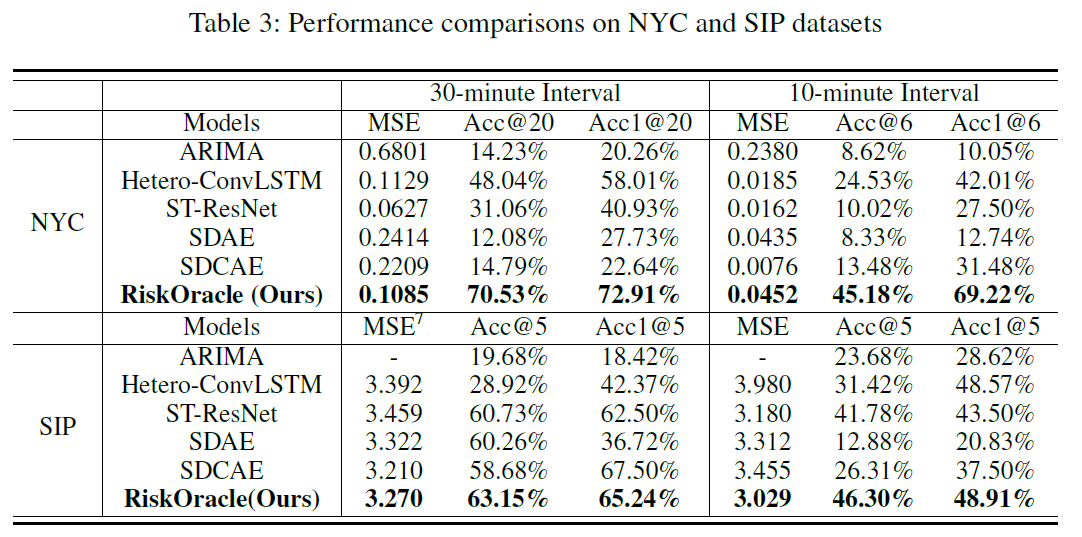 Table 3: Performance comparisons on NYC and SIP datasets
30-minute Interval 10-minute Interval
Models MSE Acc@20 Acc1@20 MSE Acc@6 Acc1@6
ARIMA 0.6801 14.23% 20.26% 0.2380 8.62% 10.05%
Hetero-ConvLSTM 0.1129 48.04% 58.01% 0.0185 24.53% 42.01%
ST-ResNet 0.0627 31.06% 40.93% 0.0162 10.02% 27.50%
NYC
SDAE 0.2414 12.08% 27.73% 0.0435 8.33% 12.74%
SDCAE 0.2209 14.79% 22.64% 0.0076 13.48% 31.48%
RiskOracle (Ours) 0.1085 70.53% 72.91% 0.0452 45.18% 69.22%
Models MSE7 Acc@5 Acc1@5 MSE Acc@5 Acc1@5
ARIMA - 19.68% 18.42% - 23.68% 28.62%
Hetero-ConvLSTM 3.392 28.92% 42.37% 3.980 31.42% 48.57%
ST-ResNet 3.459 60.73% 62.50% 3.180 41.78% 43.50%
SIP
SDAE 3.322 60.26% 36.72% 3.312 12.88% 20.83%
SDCAE 3.210 58.68% 67.50% 3.455 26.31% 37.50%
RiskOracle(Ours) 3.270 63.15% 65.24% 3.029 46.30% 48.91%